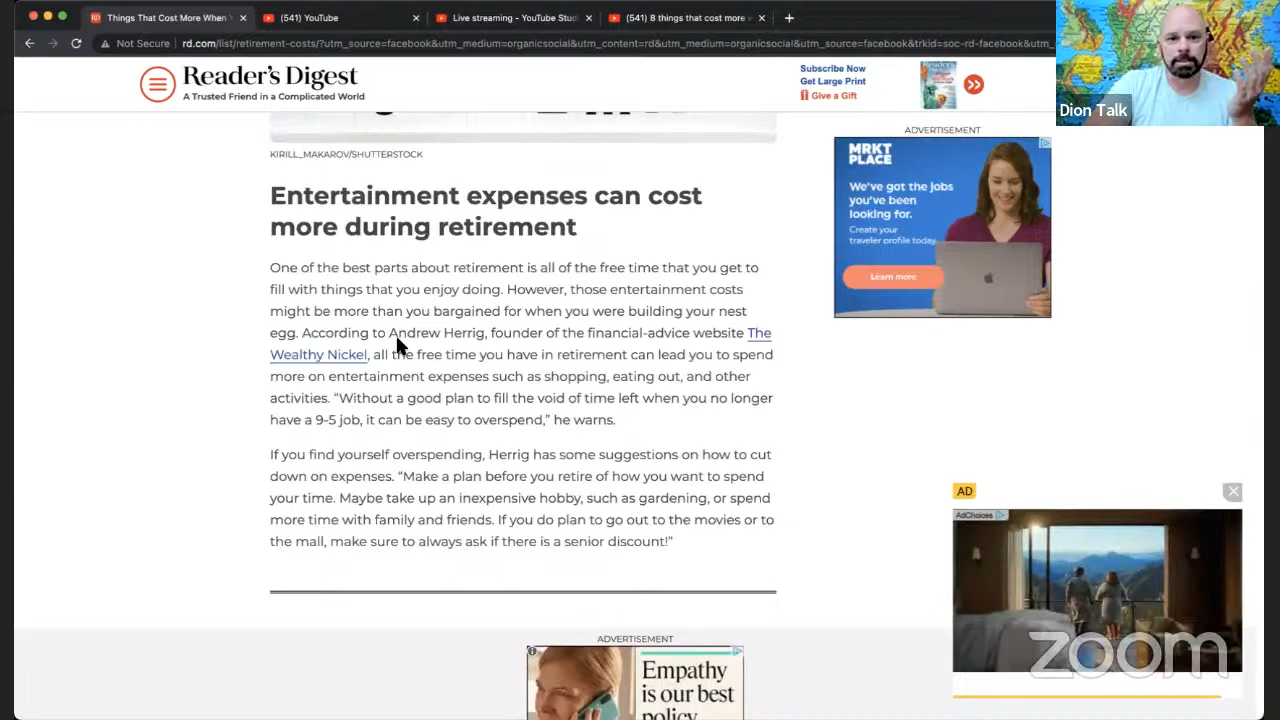 Things That Cost More When Y
(541) YouTube
Live streaming - YouTube Stud
(541) 8 things that cost more w
Not Secure
rd.com/list/retirement-costs/?utm_source=facebook&utm_medium=organicsocial&utm_content=rd&utm_medium=organicsocial&utm_source=facebook&trkid=soc-rd-facebook&utm_
Dion Talk
Reader's Digest
A Trusted Friend in a Complicated World
Subscribe Now
Get Large Print
Give a Gift
KIRILL_MAKAROV/SHUTTERSTOCK
Entertainment expenses can cost
more during retirement
One of the best parts about retirement is all of the free time that you get to
fill with things that you enjoy doing. However, those entertainment costs
might be more than you bargained for when you were building your nest
egg. According to Andrew Herrig, founder of the financial-advice website The
Wealthy Nickel, all the free time you have in retirement can lead you to spend
more on entertainment expenses such as shopping, eating out, and other
activities. “Without a good plan to fill the void of time left when you no longer
have a 9-5 job, it can be easy to overspend,” he warns.
If you find yourself overspending, Herrig has some suggestions on how to cut
down on expenses. “Make a plan before you retire of how you want to spend
your time. Maybe take up an inexpensive hobby, such as gardening, or spend
more time with family and friends. If you do plan to go out to the movies or to
the mall, make sure to always ask if there is a senior discount!”
ADVERTISEMENT
MRKT
PLACE
We've got the jobs
you've been
looking for.
Create your
traveler profile today.
Learn more
AD
AdChoices
zoom
ADVERTISEMENT
Empathy
is our best
policy